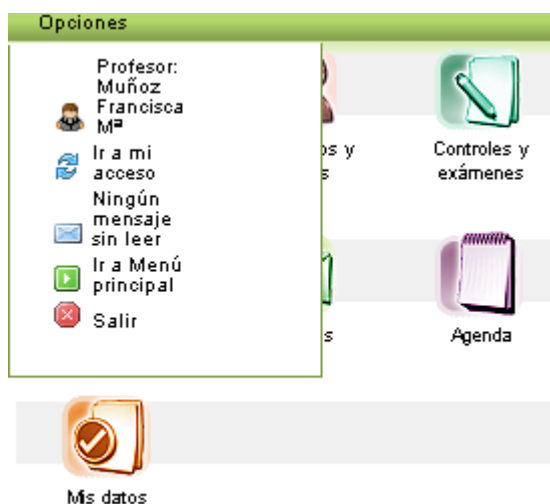 Opciones
Profesor:
Muñoz
Francisca
Mª
Ir a mi
acceso
Ningún
mensaje
sin leer
Ir a Menú
principal
Salir
os y
s
Controles y
exámenes
s
Agenda
Mis datos